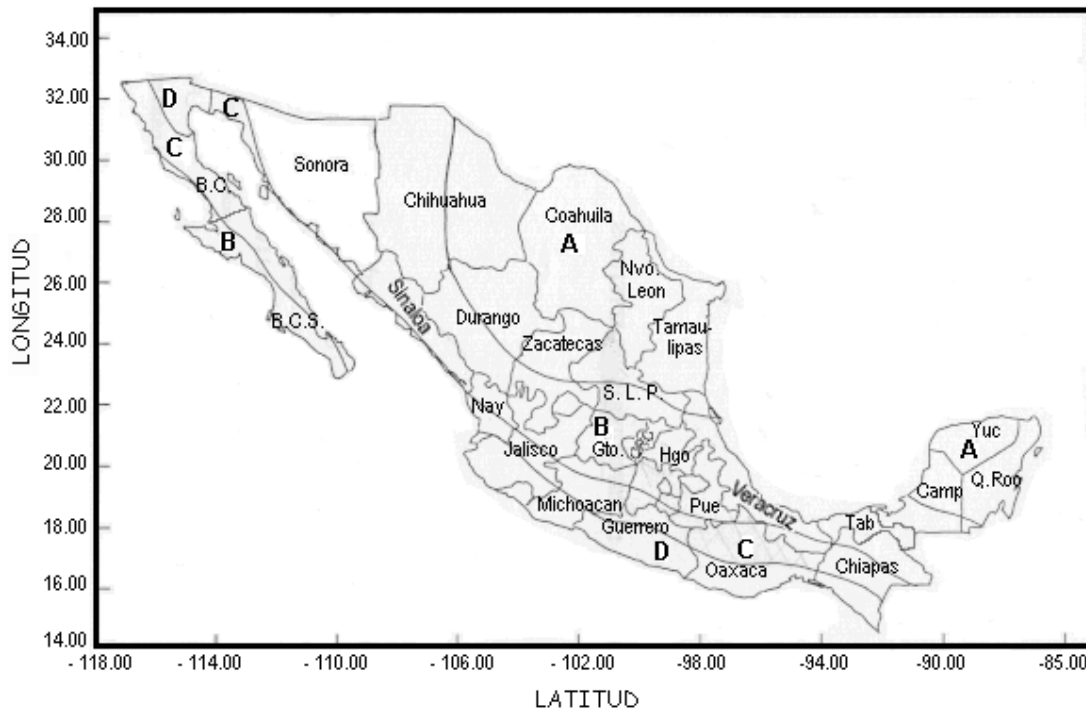 34.00
32.00
30.00
28.00
26.00
24.00
22.00
20.00
18.00
16.00
14.00
LONGITUD
D
C
C
Sonora
B.C.
Chihuahua
Coahuila
A
B
Nvo.
Leon
B.C.S.
Sinaloa
Durango
Zacatecas
Tamau-
lipas
Nay
S. L. P.
B
Gto.
Jalisco
Hgo
Yuc
A
Camp
Q.Roo
Michoacan
Pue
Veracruz
Tab
Guerrero
D
C
Oaxaca
Chiapas
- 118.00 - 114.00 - 110.00 - 106.00 - 102.00 -98.00 -94.00 -90.00 -85.00
LATITUD